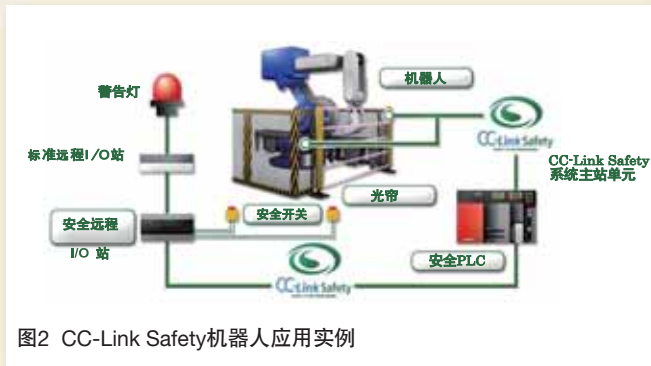 警告灯
机器人
标准远程I/O站
CC-Link Safety
CC-Link Safety
系统主站单元
光帘
安全远程
I/O 站
安全开关
安全PLC
CC-Link Safety
图2 CC-Link Safety机器人应用实例